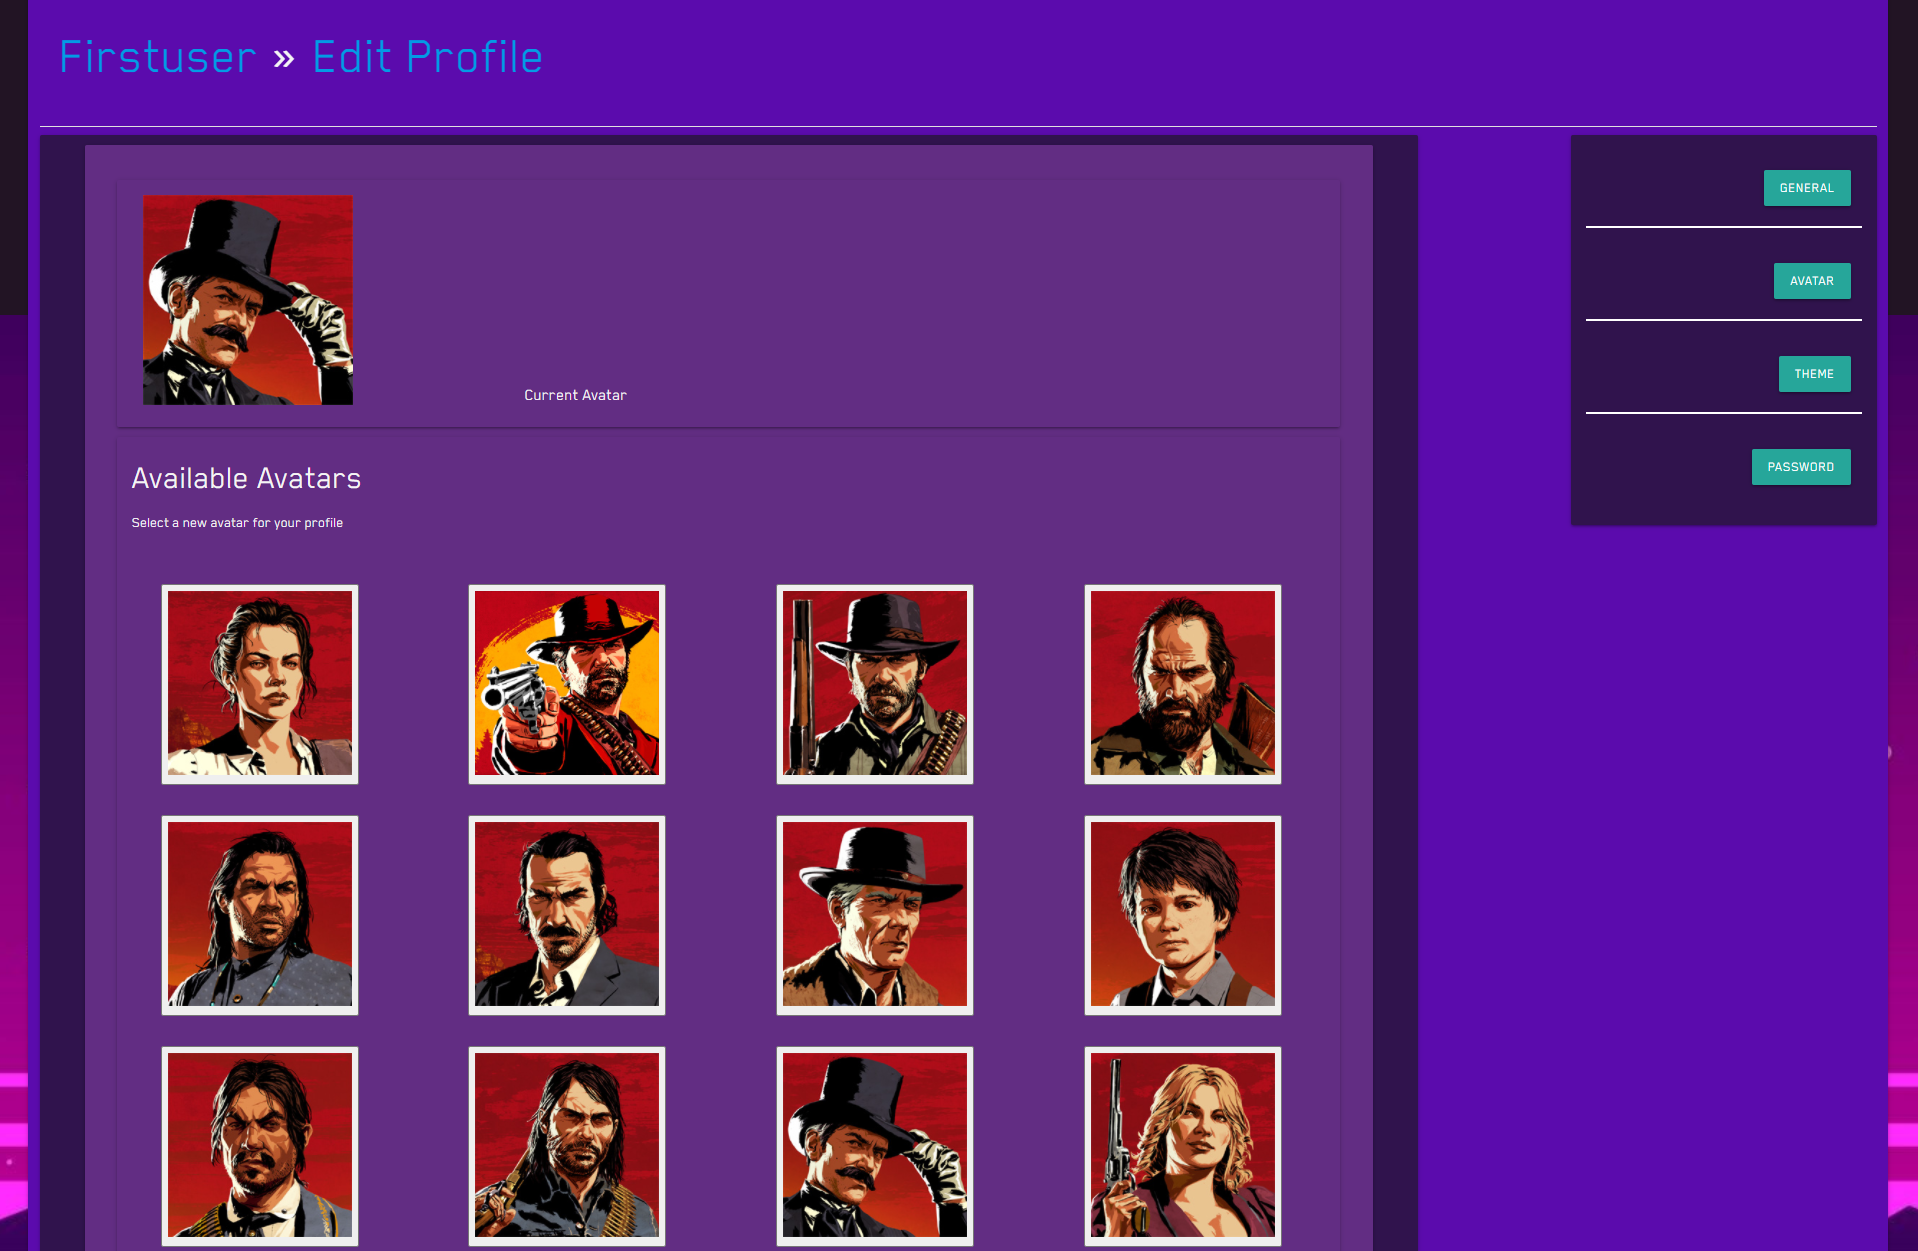 Firstuser » Edit Profile
GENERAL
AVATAR
THEME
PASSWORD
Current Avatar
Available Avatars
Select a new avatar for your profile